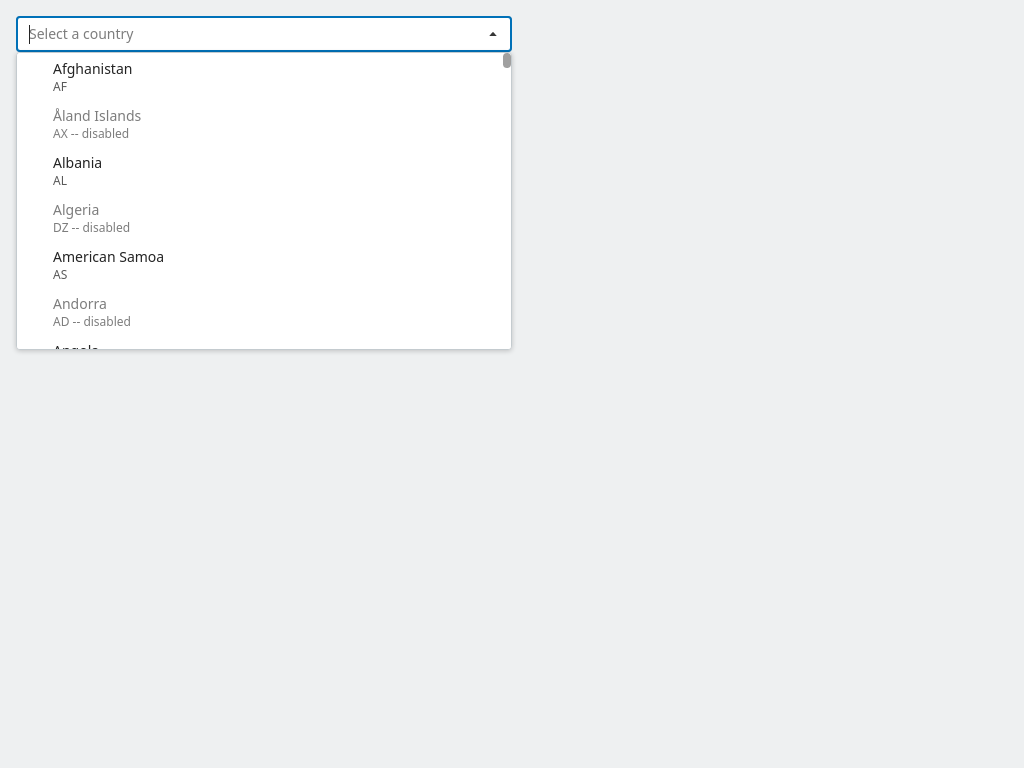 Select a country
Afghanistan
AF
Åland Islands
AX -- disabled
Albania
AL
Algeria
DZ -- disabled
American Samoa
AS
Andorra
AD -- disabled
Angola